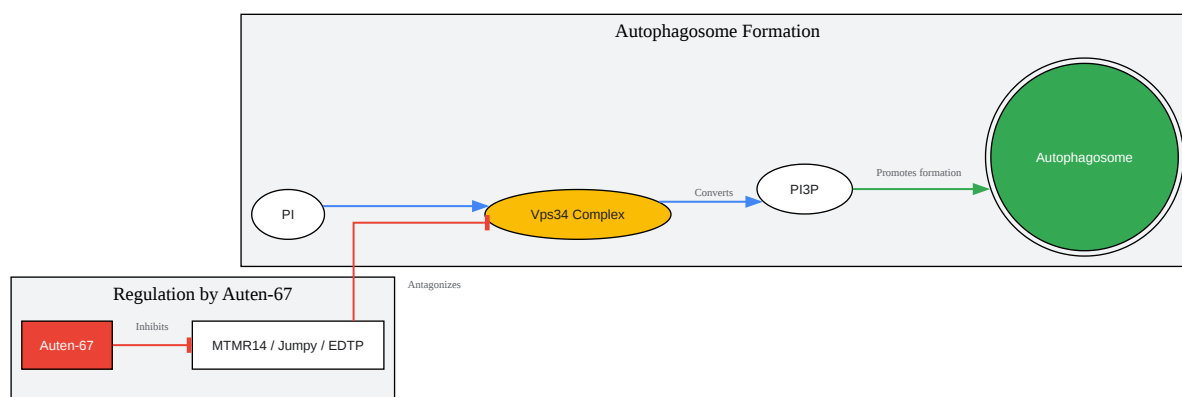 Autophagosome Formation
Autophagosome
Promotes formation
Converts
PI3P
PI
Vps34 Complex
Antagonizes
Regulation by Auten-67
Inhibits
Auten-67
MTMR14 / Jumpy / EDTP